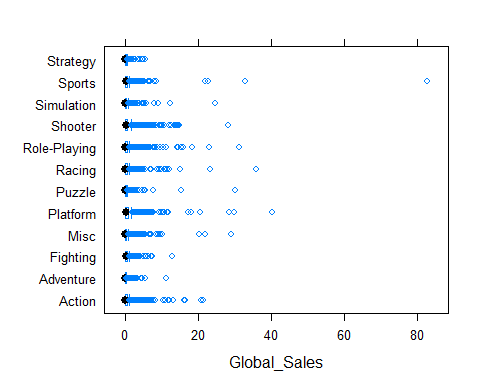 Strategy
Sports
Simulation
Shooter
Role-Playing
Racing
Puzzle
Platform
Misc
Fighting
Adventure
Action
0 20 40 60 80
Global_Sales